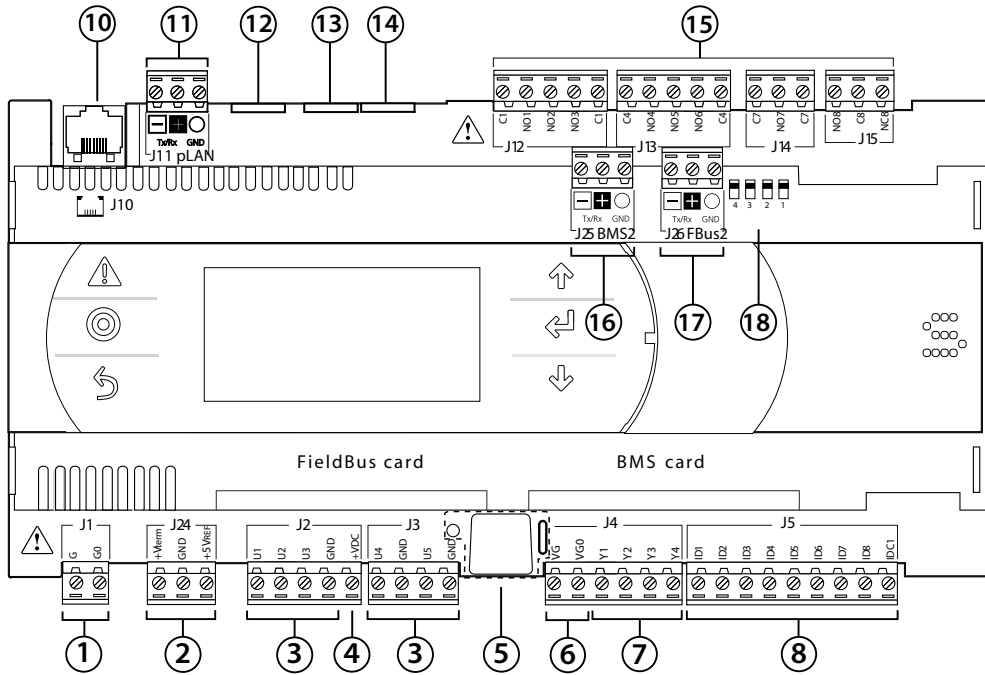 10 11 12 13 14 15
C1 NO1 NO2 NO3 C1 C4 NO4 NO5 NO6 C4 C7 NO7 C7 NO8 C8 NC8
J12 J13 J14 J15
- + Tx/Rx GND
J11 pLAN
J10
- + Tx/Rx GND
J25 BMS2
- + Tx/Rx GND
J26 FBus2
4 3 2 1
16 17 18
FieldBus card BMS card
J1 J24 J2 J3 J4 J5
G G0 +Vterm GND +5VREF U1 U2 U3 GND +VDC U4 GND U5 GND VG VG0 Y1 Y2 Y3 Y4 ID1 ID2 ID3 ID4 ID5 ID6 ID7 ID8 IDC1
1 2 3 4 3 5 6 7 8